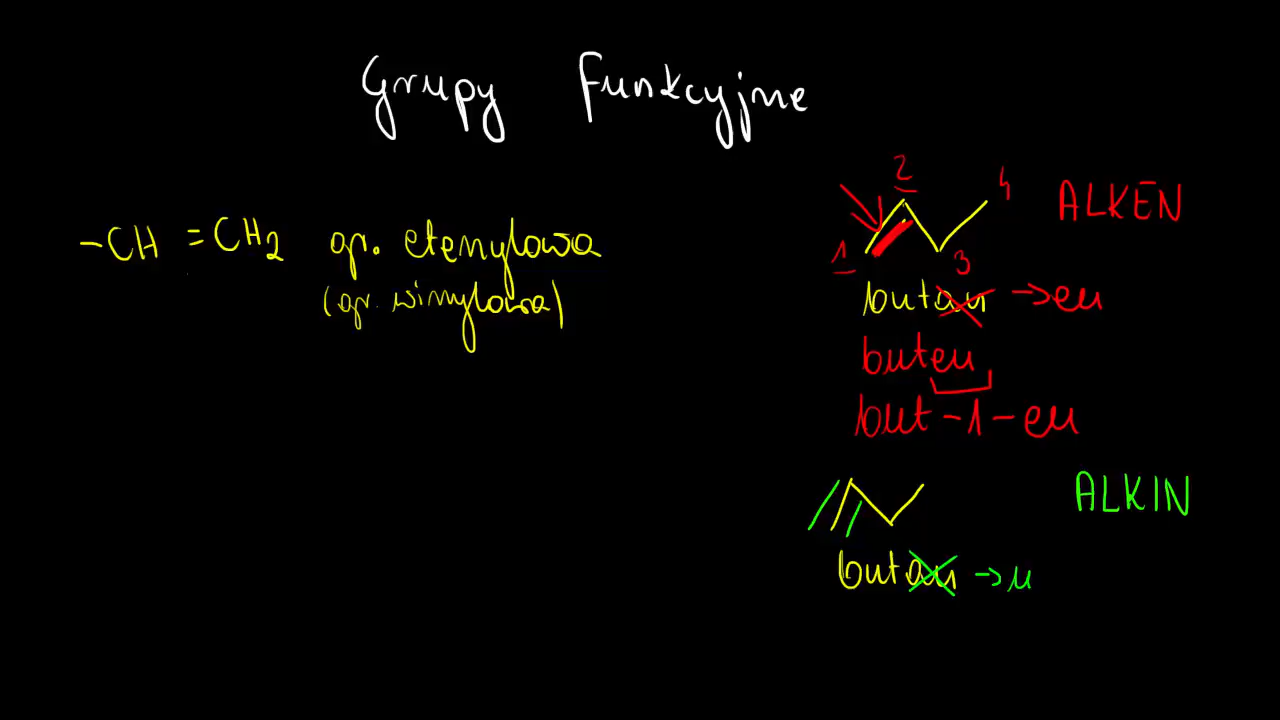 Grupy funkcyjne
-CH=CH2 gr. etenylowa
(gr. winylowa)
2
4
1
3
ALKEN
butan → en
buten
but-1-en
ALKIN
butan →